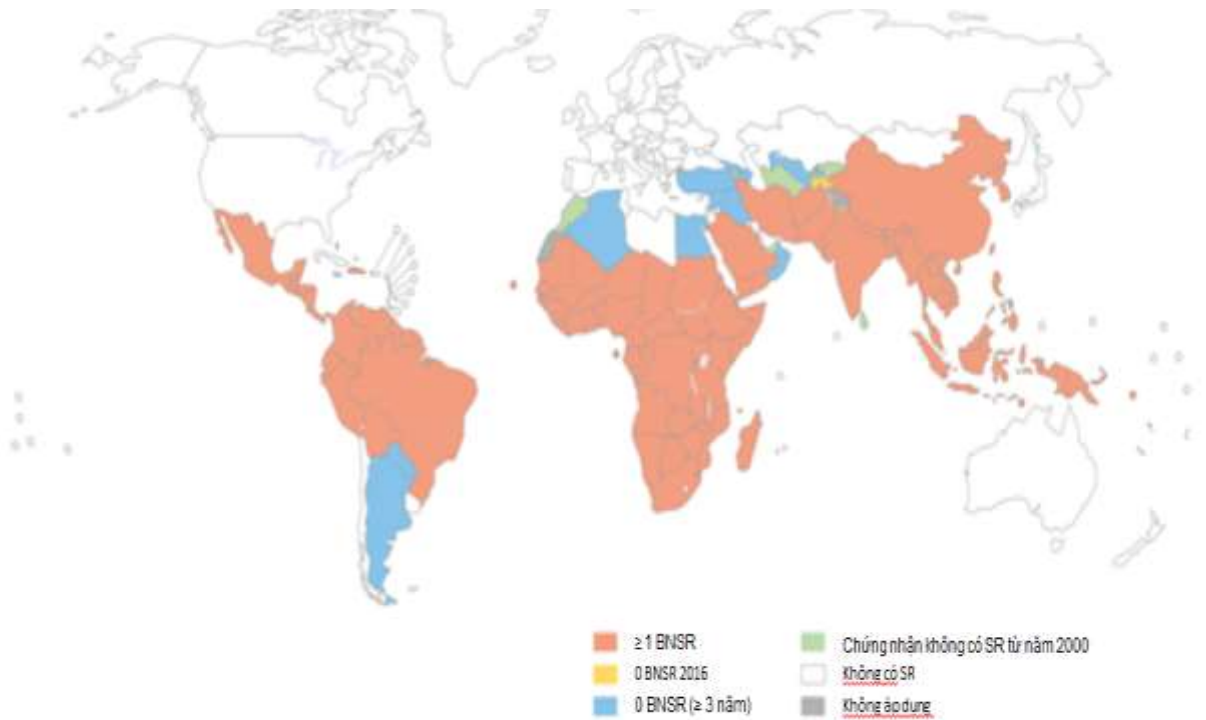 ≥ 1 BNSR
0 BNSR 2016
0 BNSR (≥ 3 năm)
Chứng nhận không có SR từ năm 2000
Không có SR
Không áp dung